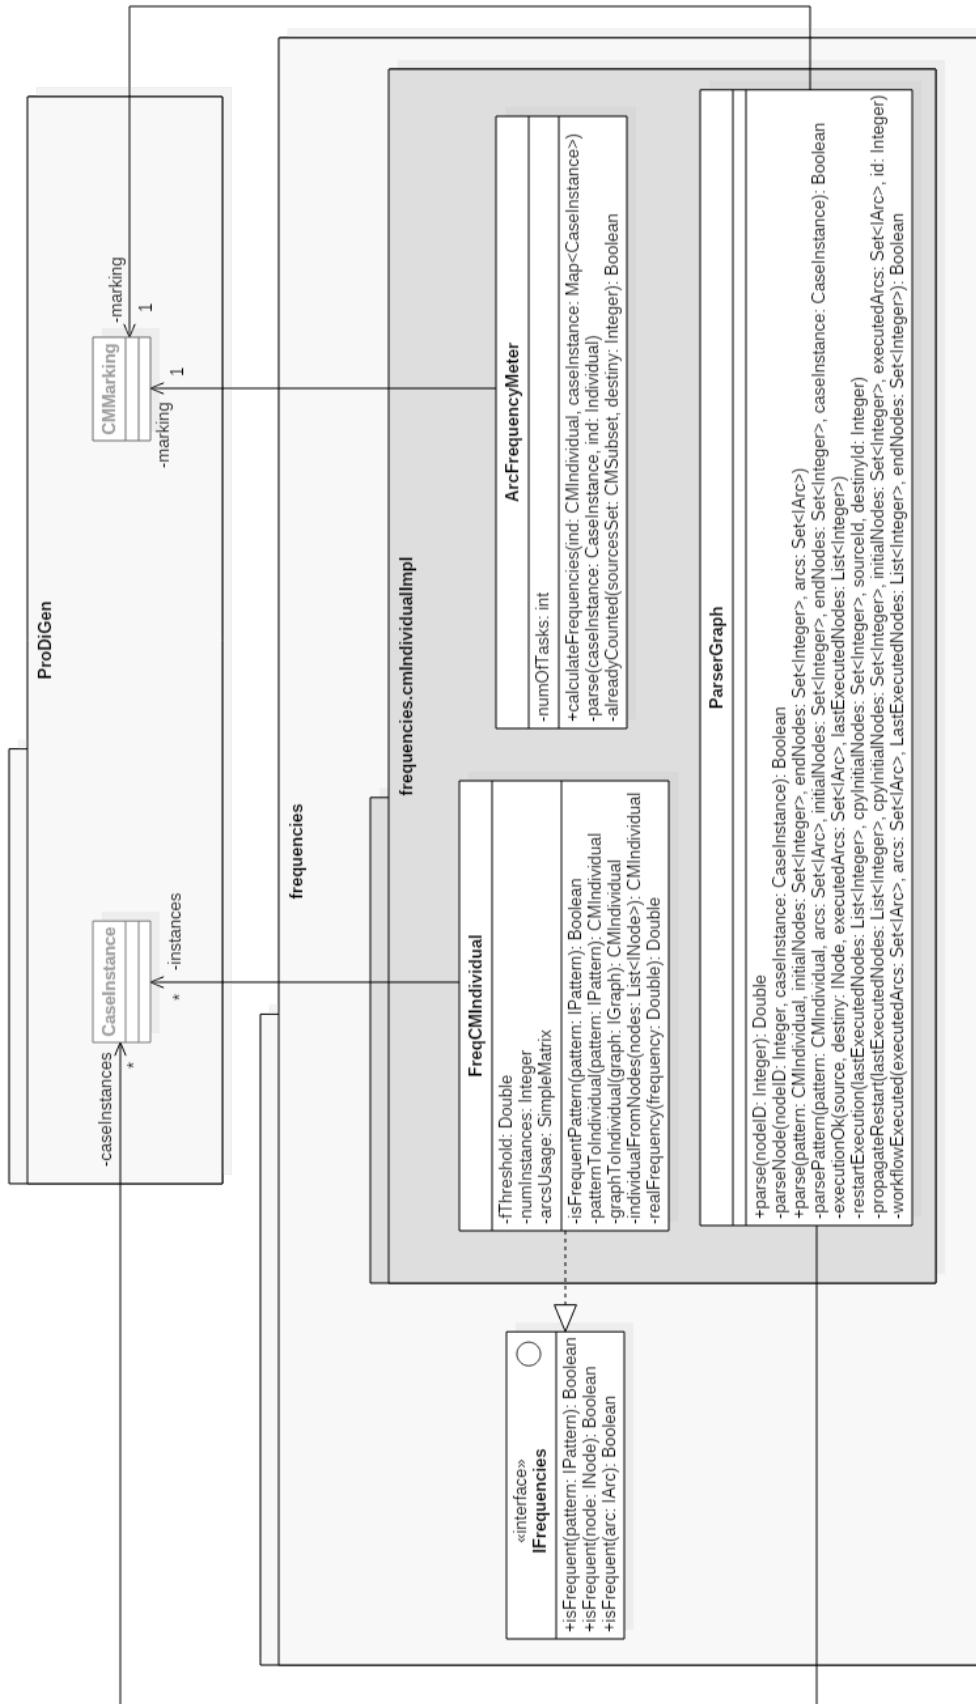 ProDiGen
CaseInstance
CMMarking
-caseInstances
*
*
-instances
-marking
1
-marking
1
frequencies
frequencies.cmIndividualImpl
«interface»
IFrequencies
+isFrequent(pattern: IPattern): Boolean
+isFrequent(node: INode): Boolean
+isFrequent(arc: IArc): Boolean
FreqCMIndividual
-fThreshold: Double
-numInstances: Integer
-arcsUsage: SimpleMatrix
-isFrequentPattern(pattern: IPattern): Boolean
-patternToIndividual(pattern: IPattern): CMIndividual
-graphToIndividual(graph: IGraph): CMIndividual
-individualFromNodes(nodes: List<INode>): CMIndividual
-realFrequency(frequency: Double): Double
ArcFrequencyMeter
-numOfTasks: int
+calculateFrequencies(ind: CMIndividual, caseInstance: Map<CaseInstance>)
-parse(caseInstance: CaseInstance, ind: Individual)
-alreadyCounted(sourcesSet: CMSubset, destiny: Integer): Boolean
ParserGraph
+parse(nodeID: Integer): Double
-parseNode(nodeID: Integer, caseInstance: CaseInstance): Boolean
+parse(pattern: CMIndividual, initialNodes: Set<Integer>, endNodes: Set<Integer>, arcs: Set<IArc>)
-parsePattern(pattern: CMIndividual, arcs: Set<IArc>, initialNodes: Set<Integer>, endNodes: Set<Integer>, caseInstance: CaseInstance): Boolean
-executionOk(source, destiny: INode, executedArcs: Set<IArc>, lastExecutedNodes: List<Integer>)
-restartExecution(lastExecutedNodes: List<Integer>, cpyInitialNodes: Set<Integer>, sourceId, destinyId: Integer)
-propagateRestart(lastExecutedNodes: List<Integer>, cpyInitialNodes: Set<Integer>, initialNodes: Set<Integer>, executedArcs: Set<IArc>, id: Integer)
-workflowExecuted(executedArcs: Set<IArc>, arcs: Set<IArc>, LastExecutedNodes: List<Integer>, endNodes: Set<Integer>): Boolean